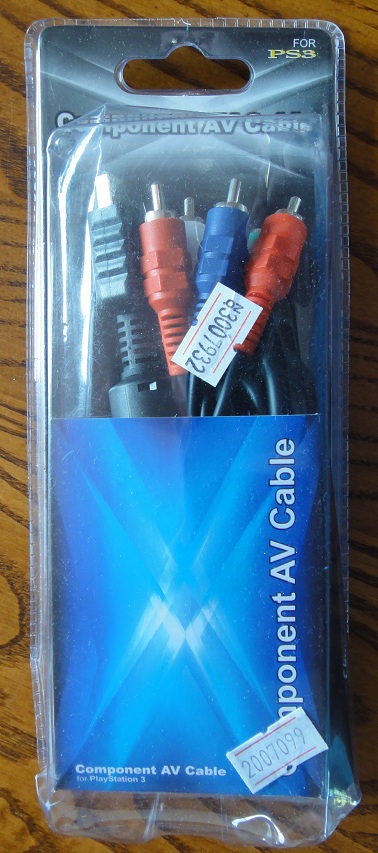 FOR
PS3
Component AV Cable
83007932
Component AV Cable
2007099
Component AV Cable
for PlayStation 3